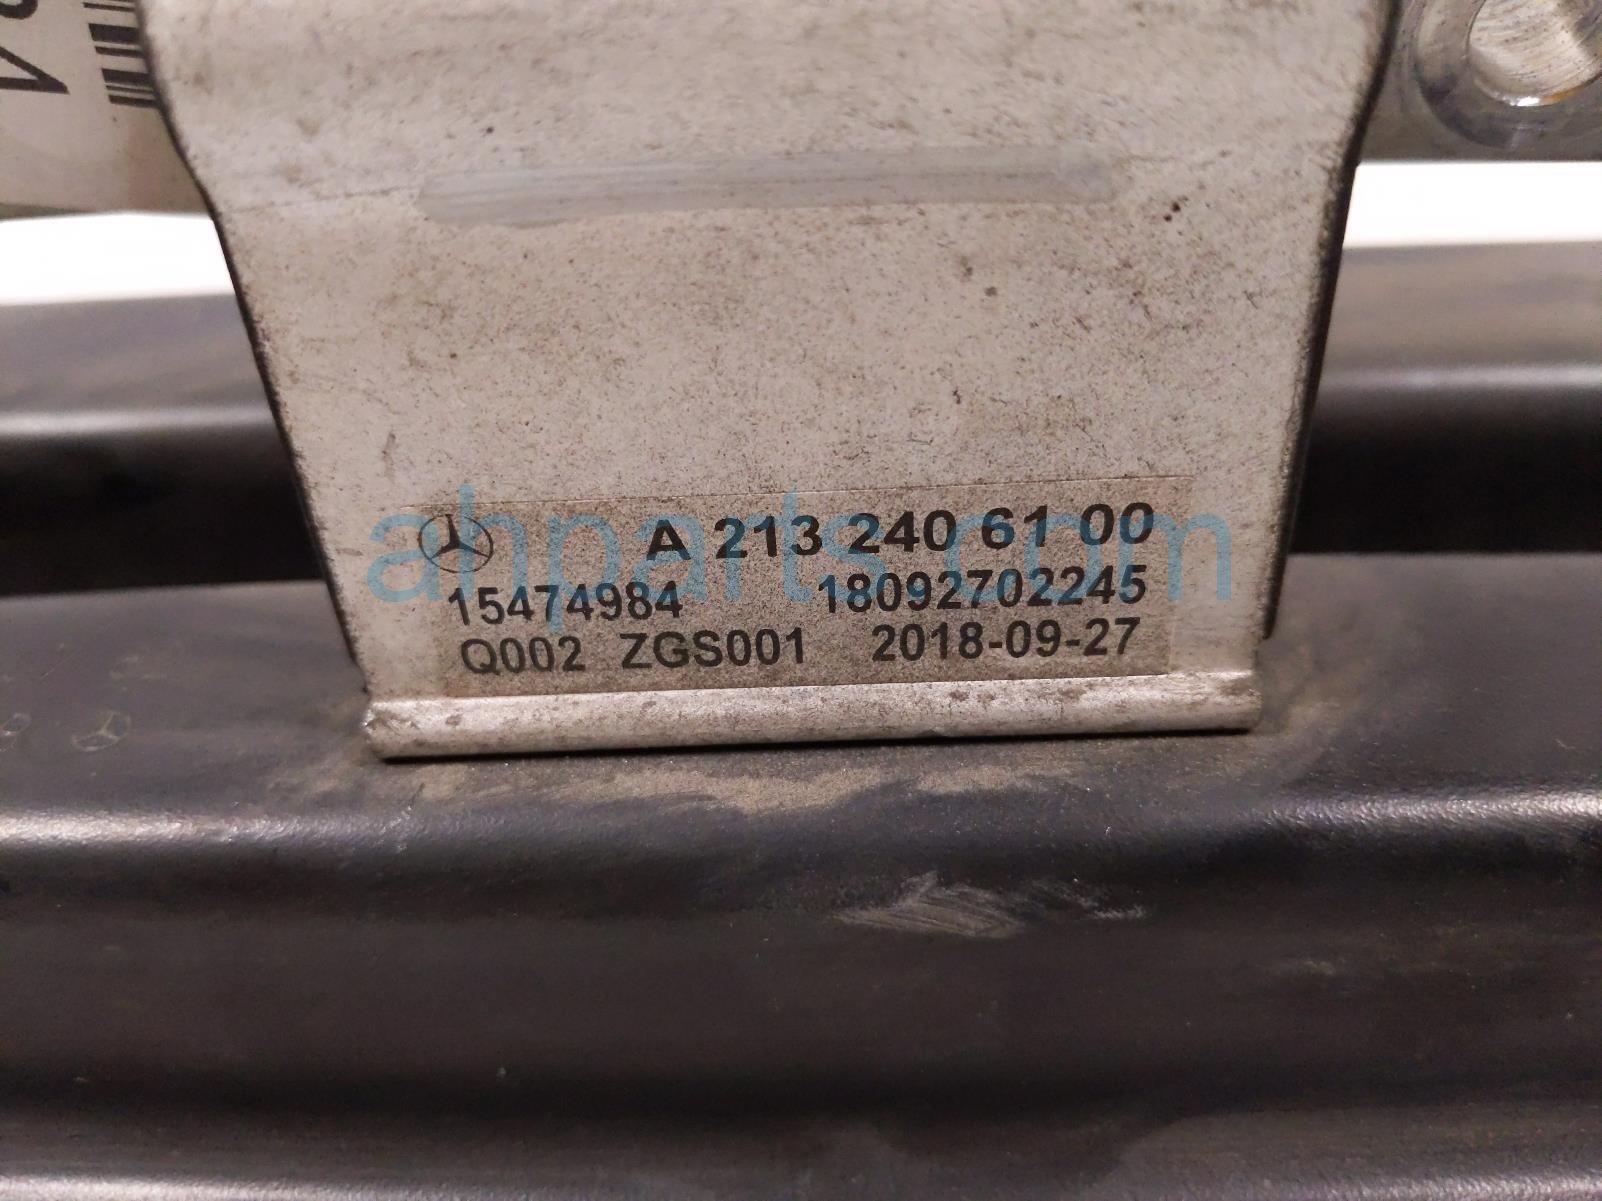 A 213 240 61 00
15474984 18092702245
Q002 ZGS001 2018-09-27
ahparts.com